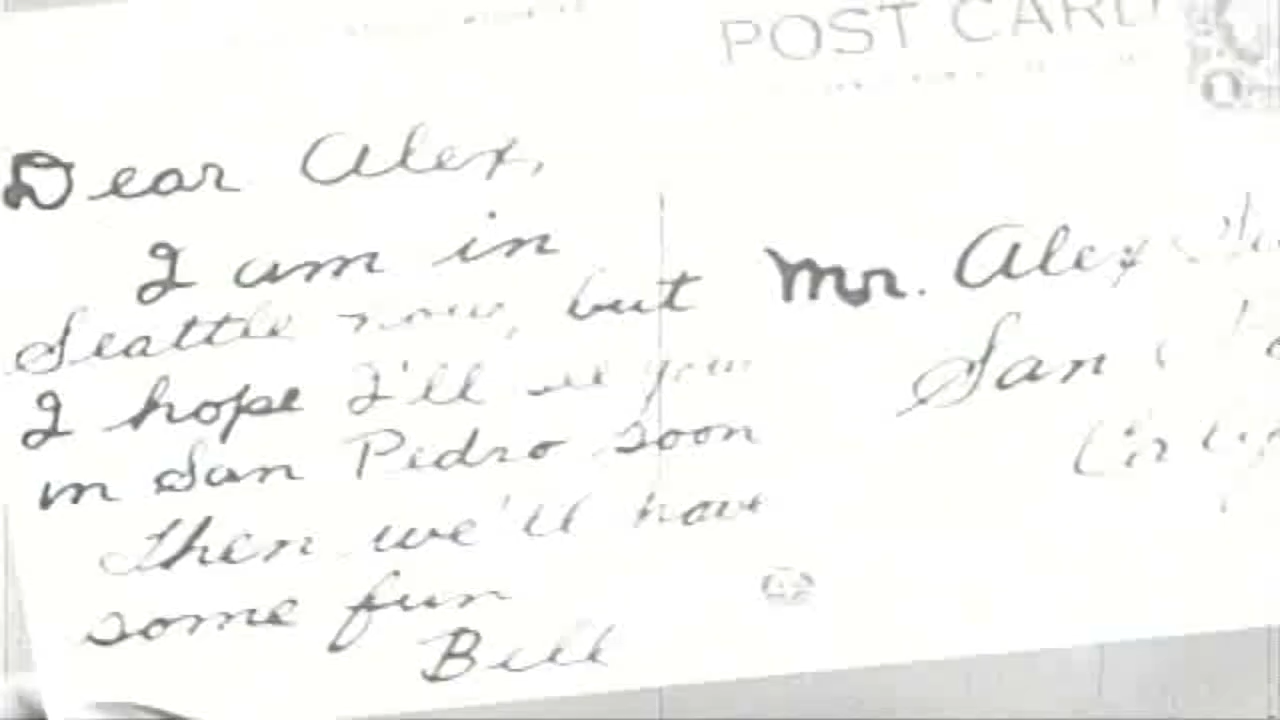 POST CARD
Dear Alex,
I am in
Seattle now, but
I hope I'll see you
in San Pedro soon
Then we'll have
some fun
Bill
Mr. Alex
San